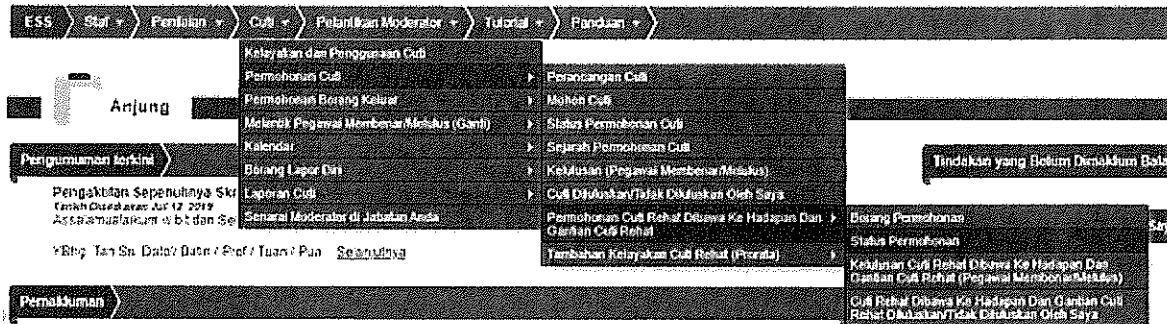 ESS Staf Penilaian Cuti Pelantikan Moderator Tutorial Panduan
Kelayakan dan Penggunaan Cuti
Permohonan Cuti
Permohonan Borang Keluar
Melantik Pegawai Membenar/Melulus (Ganti)
Kalendar
Borang Lapor Diri
Laporan Cuti
Senarai Moderator di Jabatan Anda
Perancangan Cuti
Mohon Cuti
Status Permohonan Cuti
Sejarah Permohonan Cuti
Kelulusan (Pegawai Membenar/Melulus)
Cuti Diluluskan/Tidak Diluluskan Oleh Saya
Permohonan Cuti Rehat Dibawa Ke Hadapan Dan
Gantian Cuti Rehat
Tambahan Kelayakan Cuti Rehat (Prorata)
Borang Permohonan
Status Permohonan
Kelulusan Cuti Rehat Dibawa Ke Hadapan Dan
Gantian Cuti Rehat (Pegawai Membenar/Melulus)
Cuti Rehat Dibawa Ke Hadapan Dan Gantian Cuti
Rehat Diluluskan/Tidak Diluluskan Oleh Saya
Anjung
Pengumuman terkini
Tindakan yang Belum Dimaklum Bala
Pengaktifan Sepenuhnya
Jul 12, 2019
Assalamualaikum w.b.t dan
YBhg. Tan Sri / Dato'/ Datin / Prof / Tuan / Puan Selanjutnya
Pemakluman